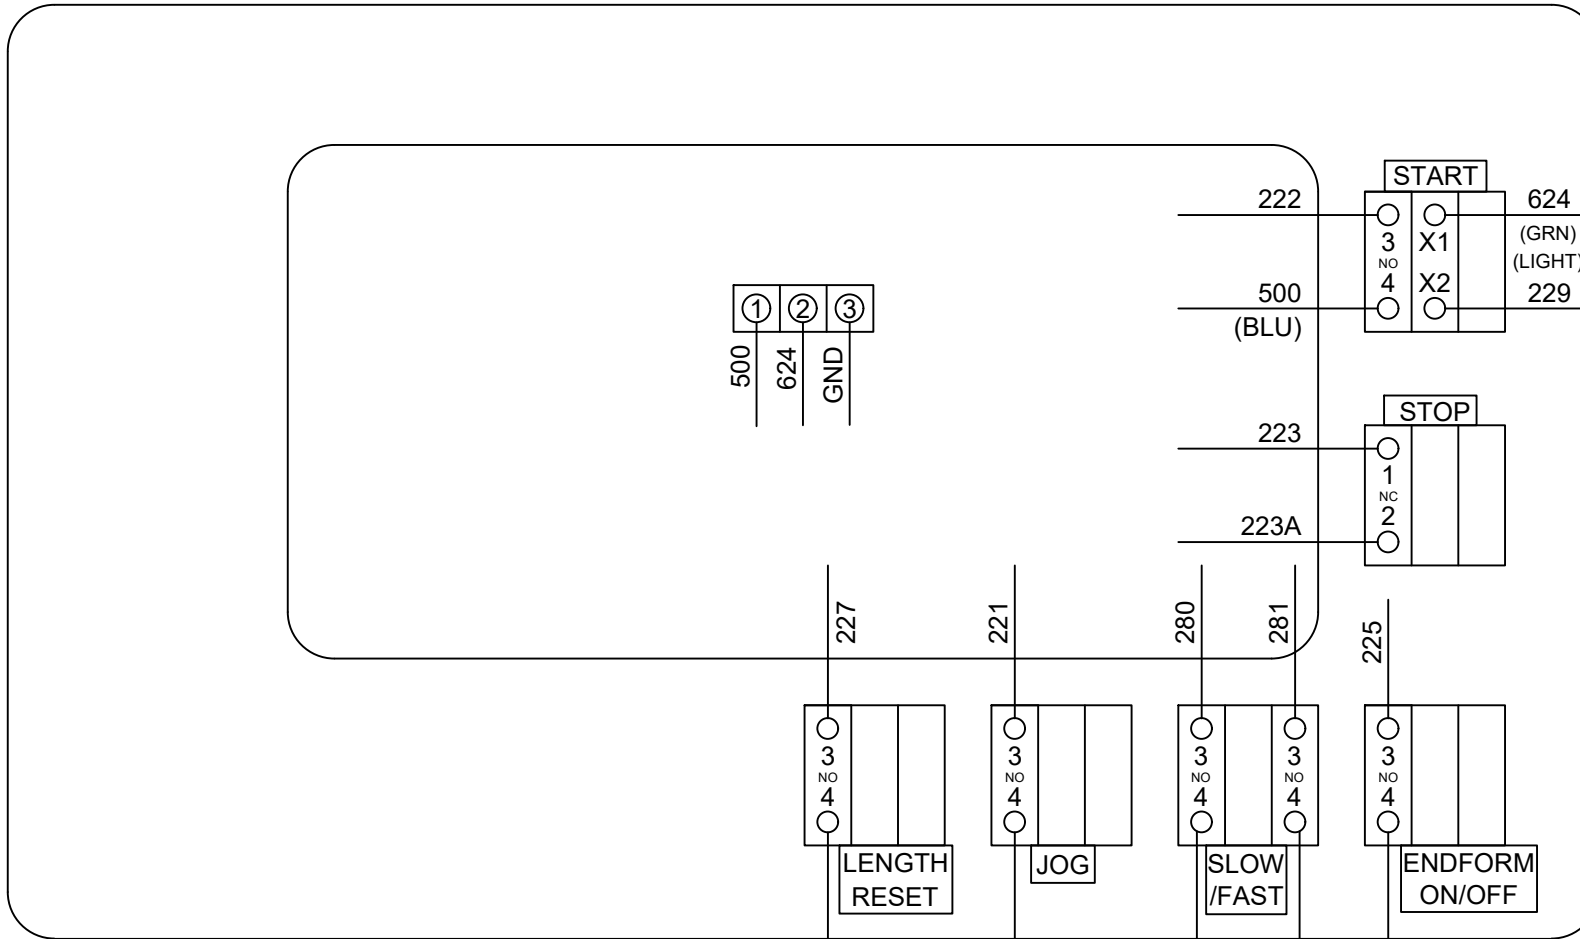 START
222
3
NO
4
X1
X2
624
(GRN)
(LIGHT)
229
500
(BLU)
1
2
3
500
624
GND
STOP
223
1
NC
2
223A
227
221
280
281
225
3
NO
4
LENGTH
RESET
3
NO
4
JOG
3
NO
4
3
NO
4
SLOW
/FAST
3
NO
4
ENDFORM
ON/OFF